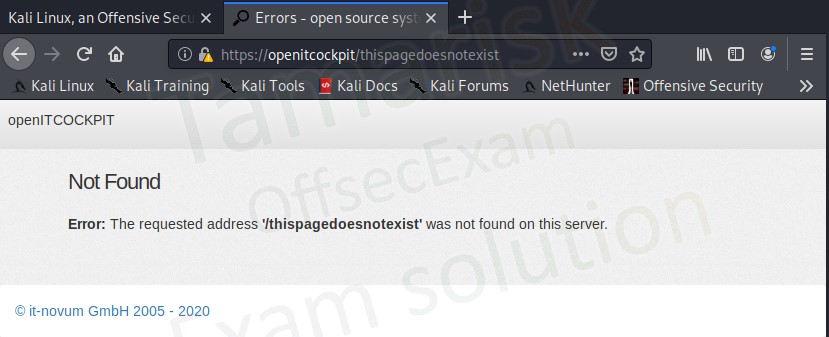 Kali Linux, an Offensive Secu
Errors - open source syst
https://openitcockpit/thispagedoesnotexist
Kali Linux Kali Training Kali Tools Kali Docs Kali Forums NetHunter Offensive Security
openITCOCKPIT
Not Found
Error: The requested address '/thispagedoesnotexist' was not found on this server.
© it-novum GmbH 2005 - 2020
Tamarisk
OffsecExam
Exam solution